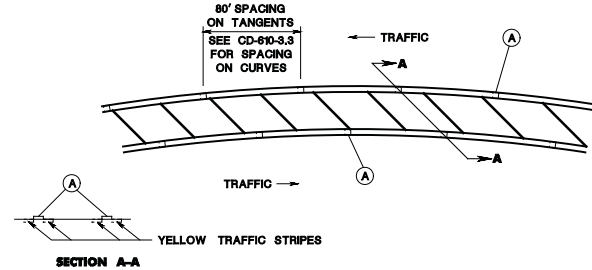 80' SPACING
ON TANGENTS
SEE CD-610-3.3
FOR SPACING
ON CURVES
TRAFFIC
A
A
A
A
TRAFFIC
A
YELLOW TRAFFIC STRIPES
SECTION A-A